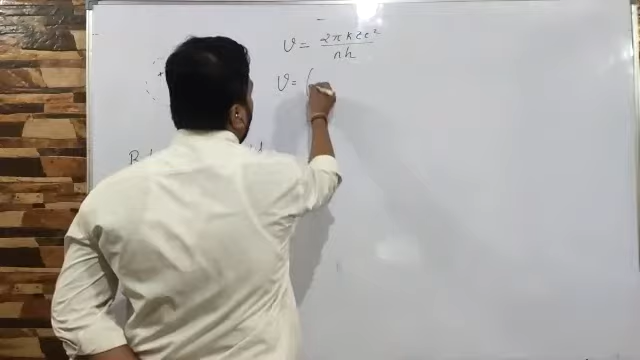 v = 2πkze² / nh
v = (